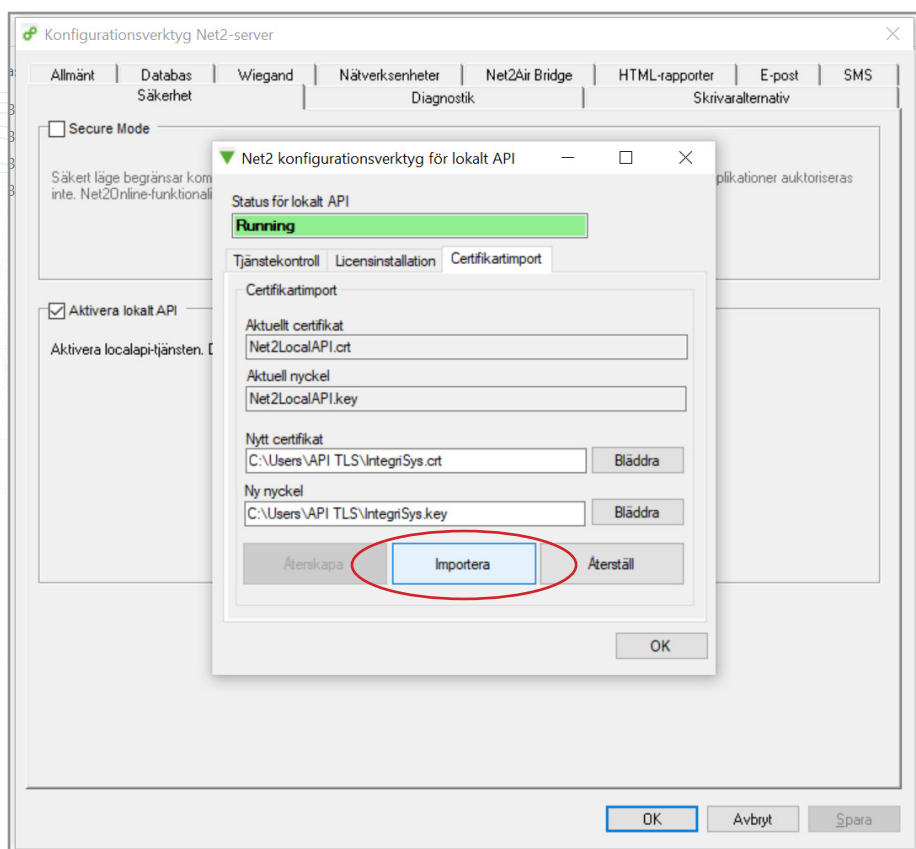 Konfigurationsverktyg Net2-server
Allmänt Databas Wiegand Nätverksenheter Net2Air Bridge HTML-rapporter E-post SMS
Säkerhet Diagnostik Skrivaralternativ
Secure Mode
Säkert läge begränsar kom
inte. Net2Online-funktionali
plikationer auktoriseras
Aktivera lokalt API
Aktivera localapi-tjänsten. D
Net2 konfigurationsverktyg för lokalt API
Status för lokalt API
Running
Tjänstekontroll Licensinstallation Certifikartimport
Certifikartimport
Aktuellt certifikat
Net2LocalAPI.crt
Aktuell nyckel
Net2LocalAPI.key
Nytt certifikat
C:\Users\API TLS\IntegriSys.crt Bläddra
Ny nyckel
C:\Users\API TLS\IntegriSys.key Bläddra
Återskapa Importera Återställ
OK
OK Avbryt Spara